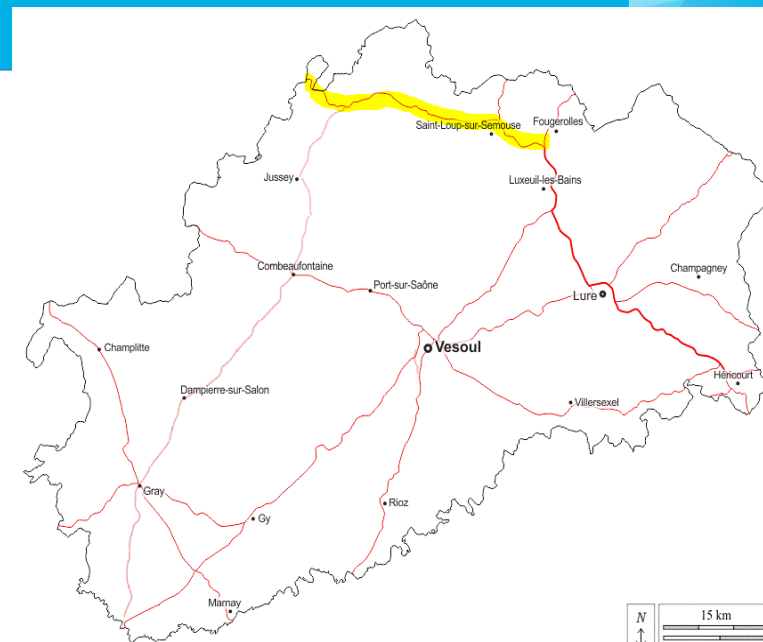 Fougerolles
Saint-Loup-sur-Semouse
Jussey
Luxeuil-les-Bains
Combeaufontaine
Champagney
Port-sur-Saône
Lure
Champlitte
Vesoul
Héricourt
Dampierre-sur-Salon
Villersexel
Gray
Rioz
Gy
Marnay
N
15 km